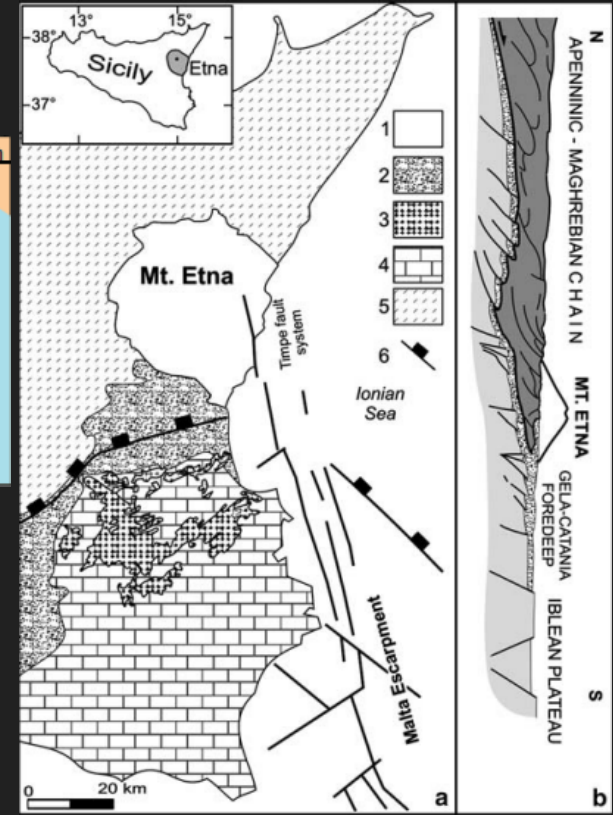 13°
15°
38°
37°
Sicily
Etna
Mt. Etna
Timpe fault
system
1
2
3
4
5
6
Ionian
Sea
Malta Escarpment
0
20 km
a
N
APENNINIC - MAGHREBIAN CHAIN
MT. ETNA
GELA-CATANIA
FOREDEEP
IBLEAN PLATEAU
S
b